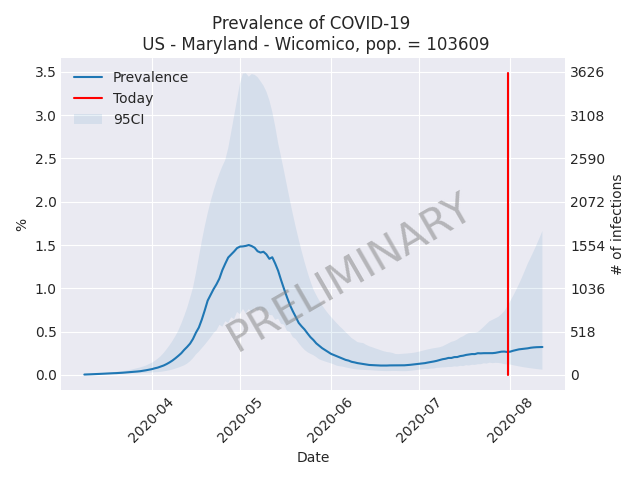 Prevalence of COVID-19
US - Maryland - Wicomico, pop. = 103609
Prevalence
Today
95CI
3.5
3.0
2.5
2.0
1.5
1.0
0.5
0.0
%
3626
3108
2590
2072
1554
1036
518
0
# of infections
PRELIMINARY
2020-04
2020-05
2020-06
2020-07
2020-08
Date